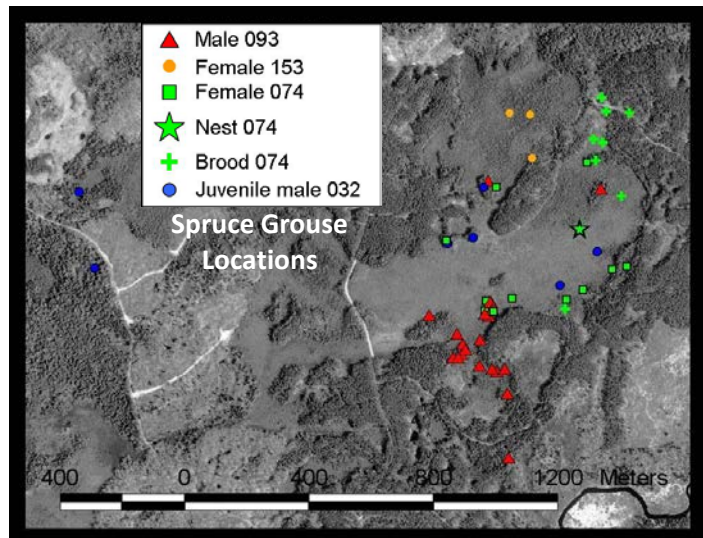 Male 093
Female 153
Female 074
Nest 074
Brood 074
Juvenile male 032
Spruce Grouse
Locations
400 0 400 800 1200 Meters